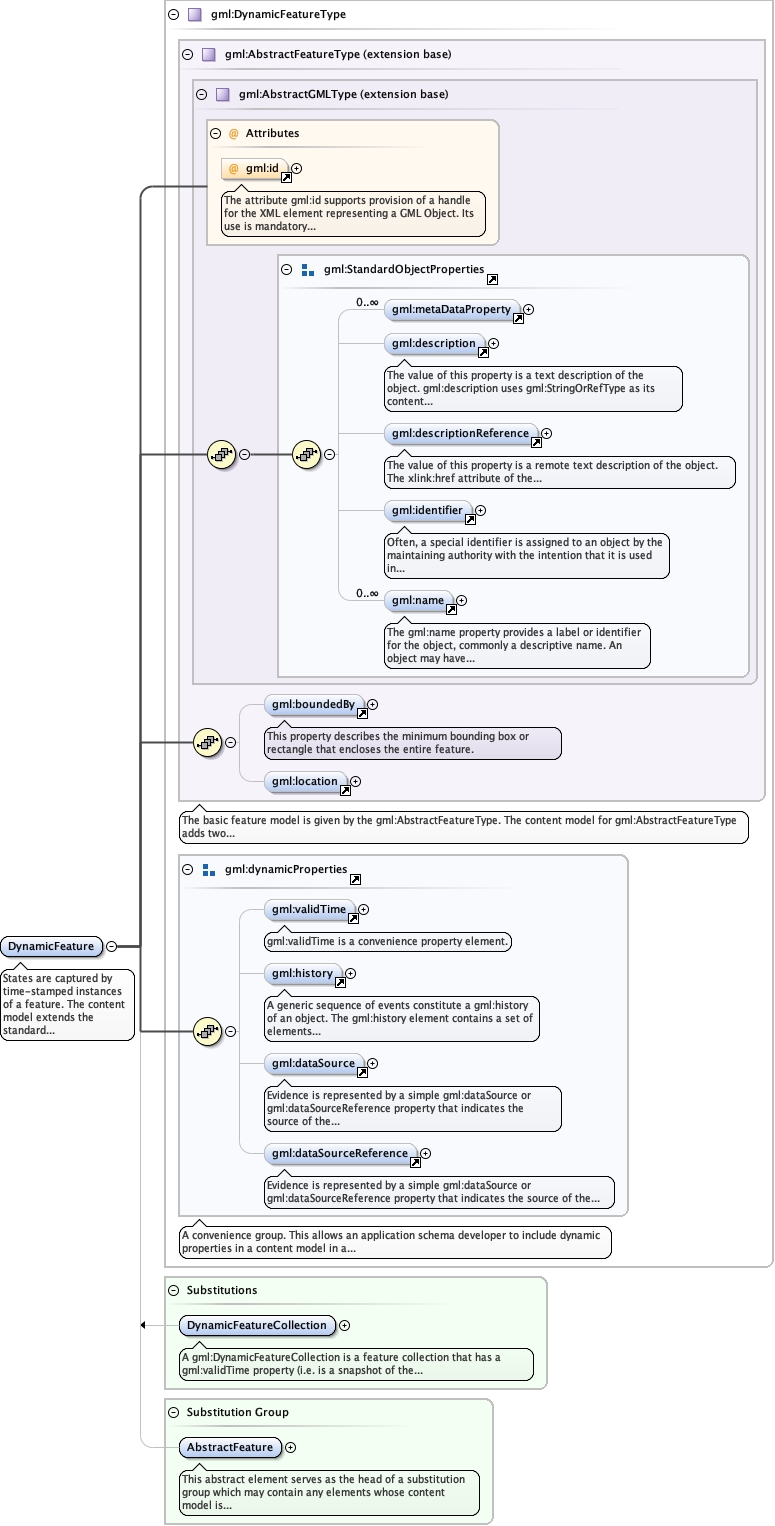 gml:DynamicFeatureType
gml:AbstractFeatureType (extension base)
gml:AbstractGMLType (extension base)
@ Attributes
@ gml:id
The attribute gml:id supports provision of a handle
for the XML element representing a GML Object. Its
use is mandatory...
gml:StandardObjectProperties
0..∞
gml:metaDataProperty
gml:description
The value of this property is a text description of the
object. gml:description uses gml:StringOrRefType as its
content...
gml:descriptionReference
The value of this property is a remote text description of the object.
The xlink:href attribute of the...
gml:identifier
Often, a special identifier is assigned to an object by the
maintaining authority with the intention that it is used
in...
0..∞
gml:name
The gml:name property provides a label or identifier
for the object, commonly a descriptive name. An
object may have...
gml:boundedBy
This property describes the minimum bounding box or
rectangle that encloses the entire feature.
gml:location
The basic feature model is given by the gml:AbstractFeatureType. The content model for gml:AbstractFeatureType
adds two...
gml:dynamicProperties
gml:validTime
gml:validTime is a convenience property element.
gml:history
A generic sequence of events constitute a gml:history
of an object. The gml:history element contains a set of
elements...
gml:dataSource
Evidence is represented by a simple gml:dataSource or
gml:dataSourceReference property that indicates the
source of the...
gml:dataSourceReference
Evidence is represented by a simple gml:dataSource or
gml:dataSourceReference property that indicates the source of the...
A convenience group. This allows an application schema developer to include dynamic
properties in a content model in a...
DynamicFeature
States are captured by
time-stamped instances
of a feature. The content
model extends the
standard...
Substitutions
DynamicFeatureCollection
A gml:DynamicFeatureCollection is a feature collection that has a
gml:validTime property (i.e. is a snapshot of the...
Substitution Group
AbstractFeature
This abstract element serves as the head of a substitution
group which may contain any elements whose content
model is...